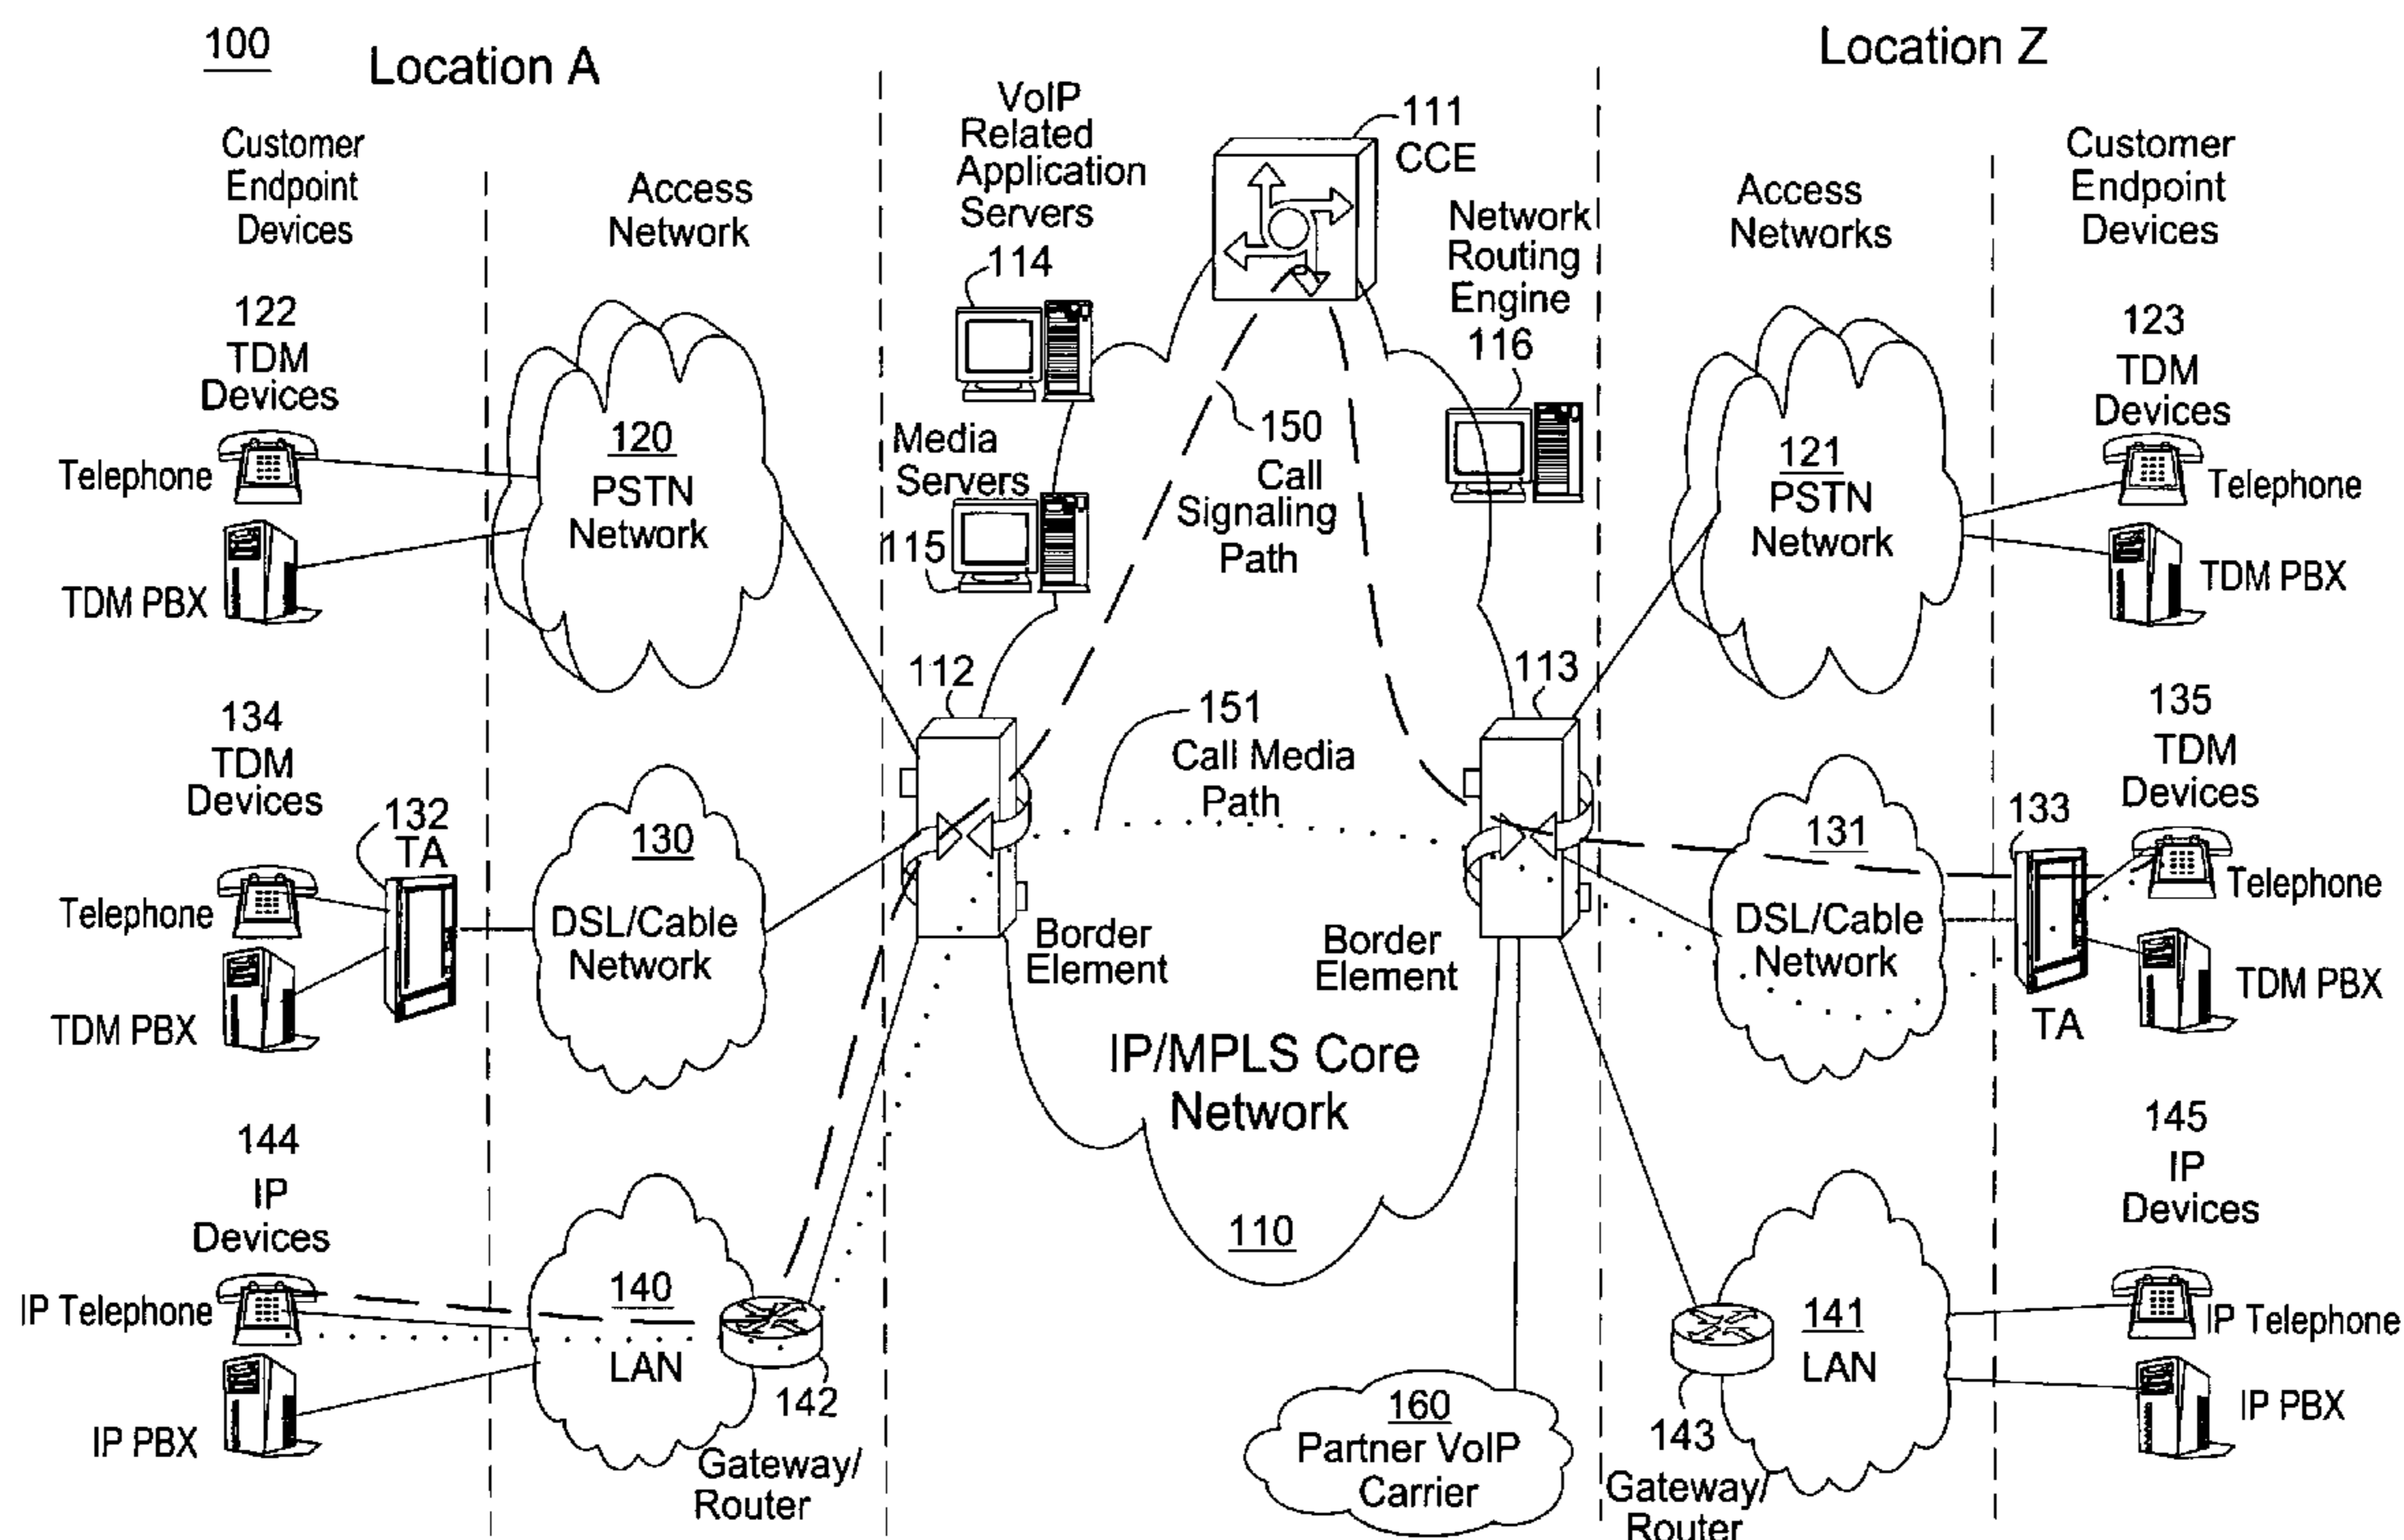 100
Location A
Location Z
Customer
Endpoint
Devices
Access
Network
VoIP
Related
Application
Servers
114
111
CCE
Network
Routing
Engine
116
Access
Networks
Customer
Endpoint
Devices
122
TDM
Devices
Telephone
TDM PBX
120
PSTN
Network
Media
Servers
115
150
Call
Signaling
Path
121
PSTN
Network
123
TDM
Devices
Telephone
TDM PBX
134
TDM
Devices
132
TA
Telephone
TDM PBX
130
DSL/Cable
Network
112
Border
Element
151
Call Media
Path
113
Border
Element
131
DSL/Cable
Network
133
TA
135
TDM
Devices
Telephone
TDM PBX
IP/MPLS Core
Network
110
144
IP
Devices
IP Telephone
IP PBX
140
LAN
142
Gateway/
Router
160
Partner VoIP
Carrier
143
Gateway/
Router
141
LAN
145
IP
Devices
IP Telephone
IP PBX